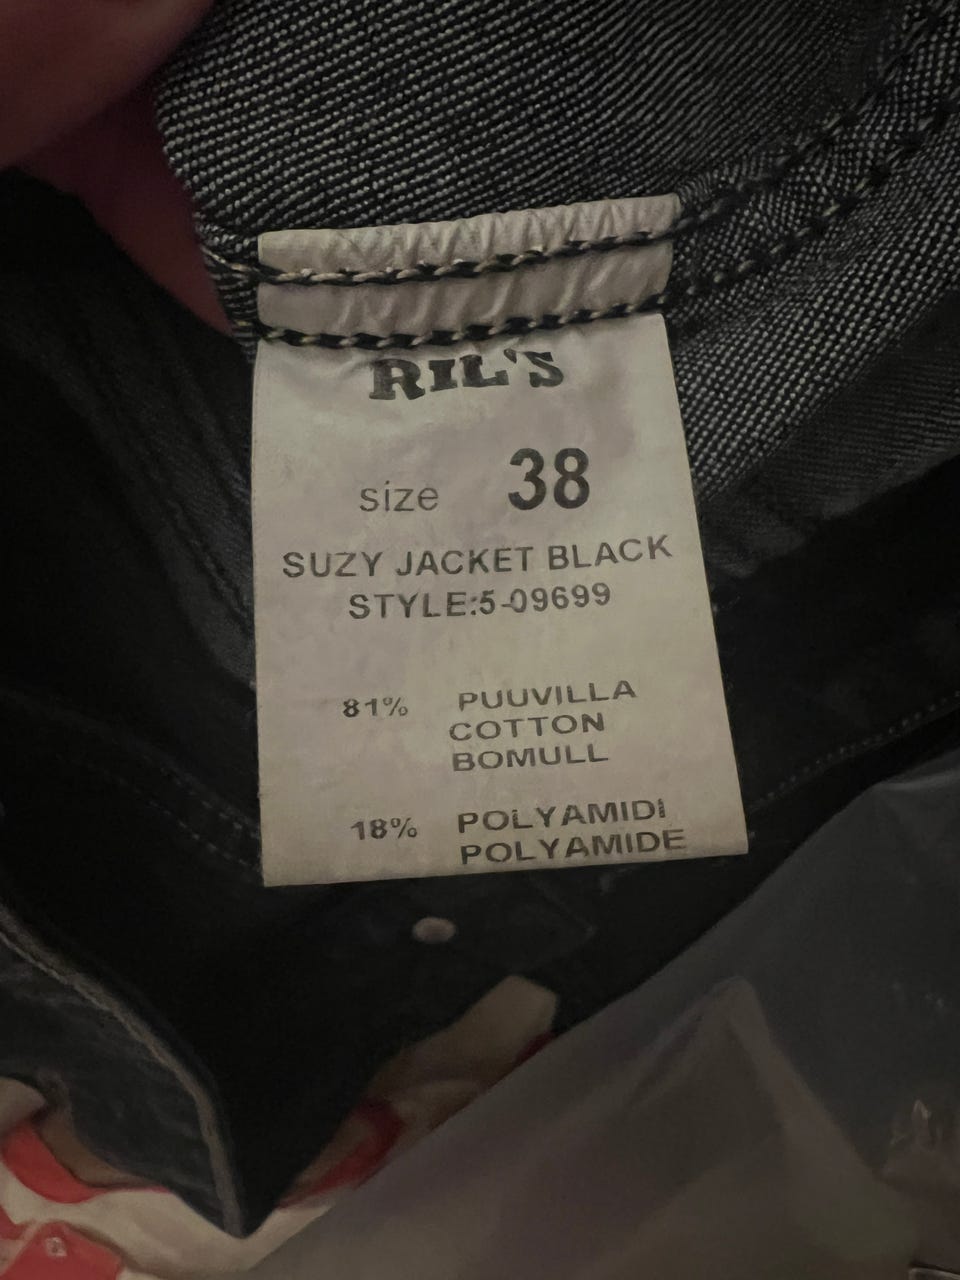 RIL'S
size 38
SUZY JACKET BLACK
STYLE:5-09699
81% PUUVILLA
COTTON
BOMULL
18% POLYAMIDI
POLYAMIDE